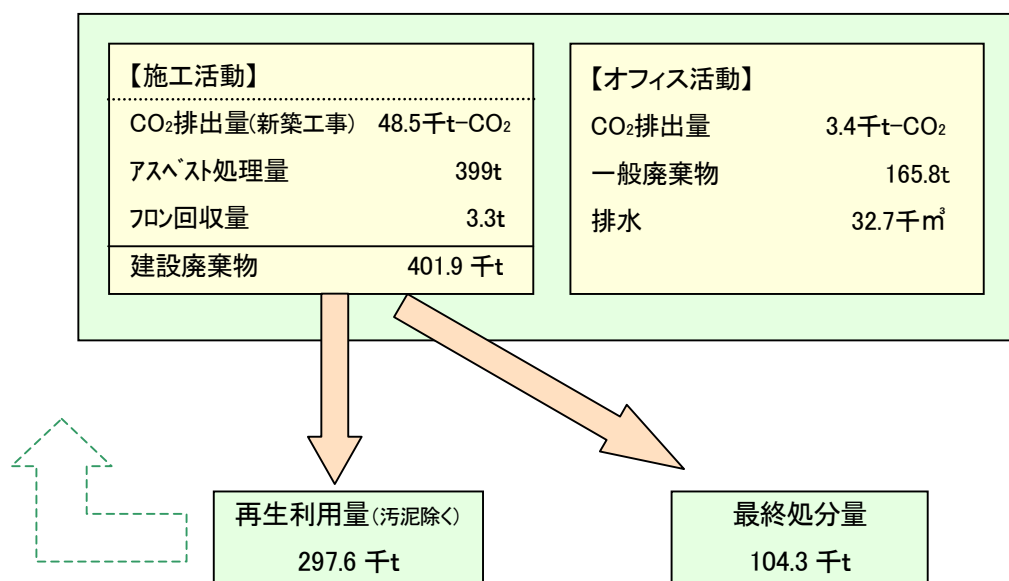 【施工活動】
CO₂排出量(新築工事) 48.5千t-CO₂
ｱｽﾍﾞｽﾄ処理量 399t
ﾌﾛﾝ回収量 3.3t
建設廃棄物 401.9 千t
【オフィス活動】
CO₂排出量 3.4千t-CO₂
一般廃棄物 165.8t
排水 32.7千㎥
再生利用量(汚泥除く)
297.6 千t
最終処分量
104.3 千t